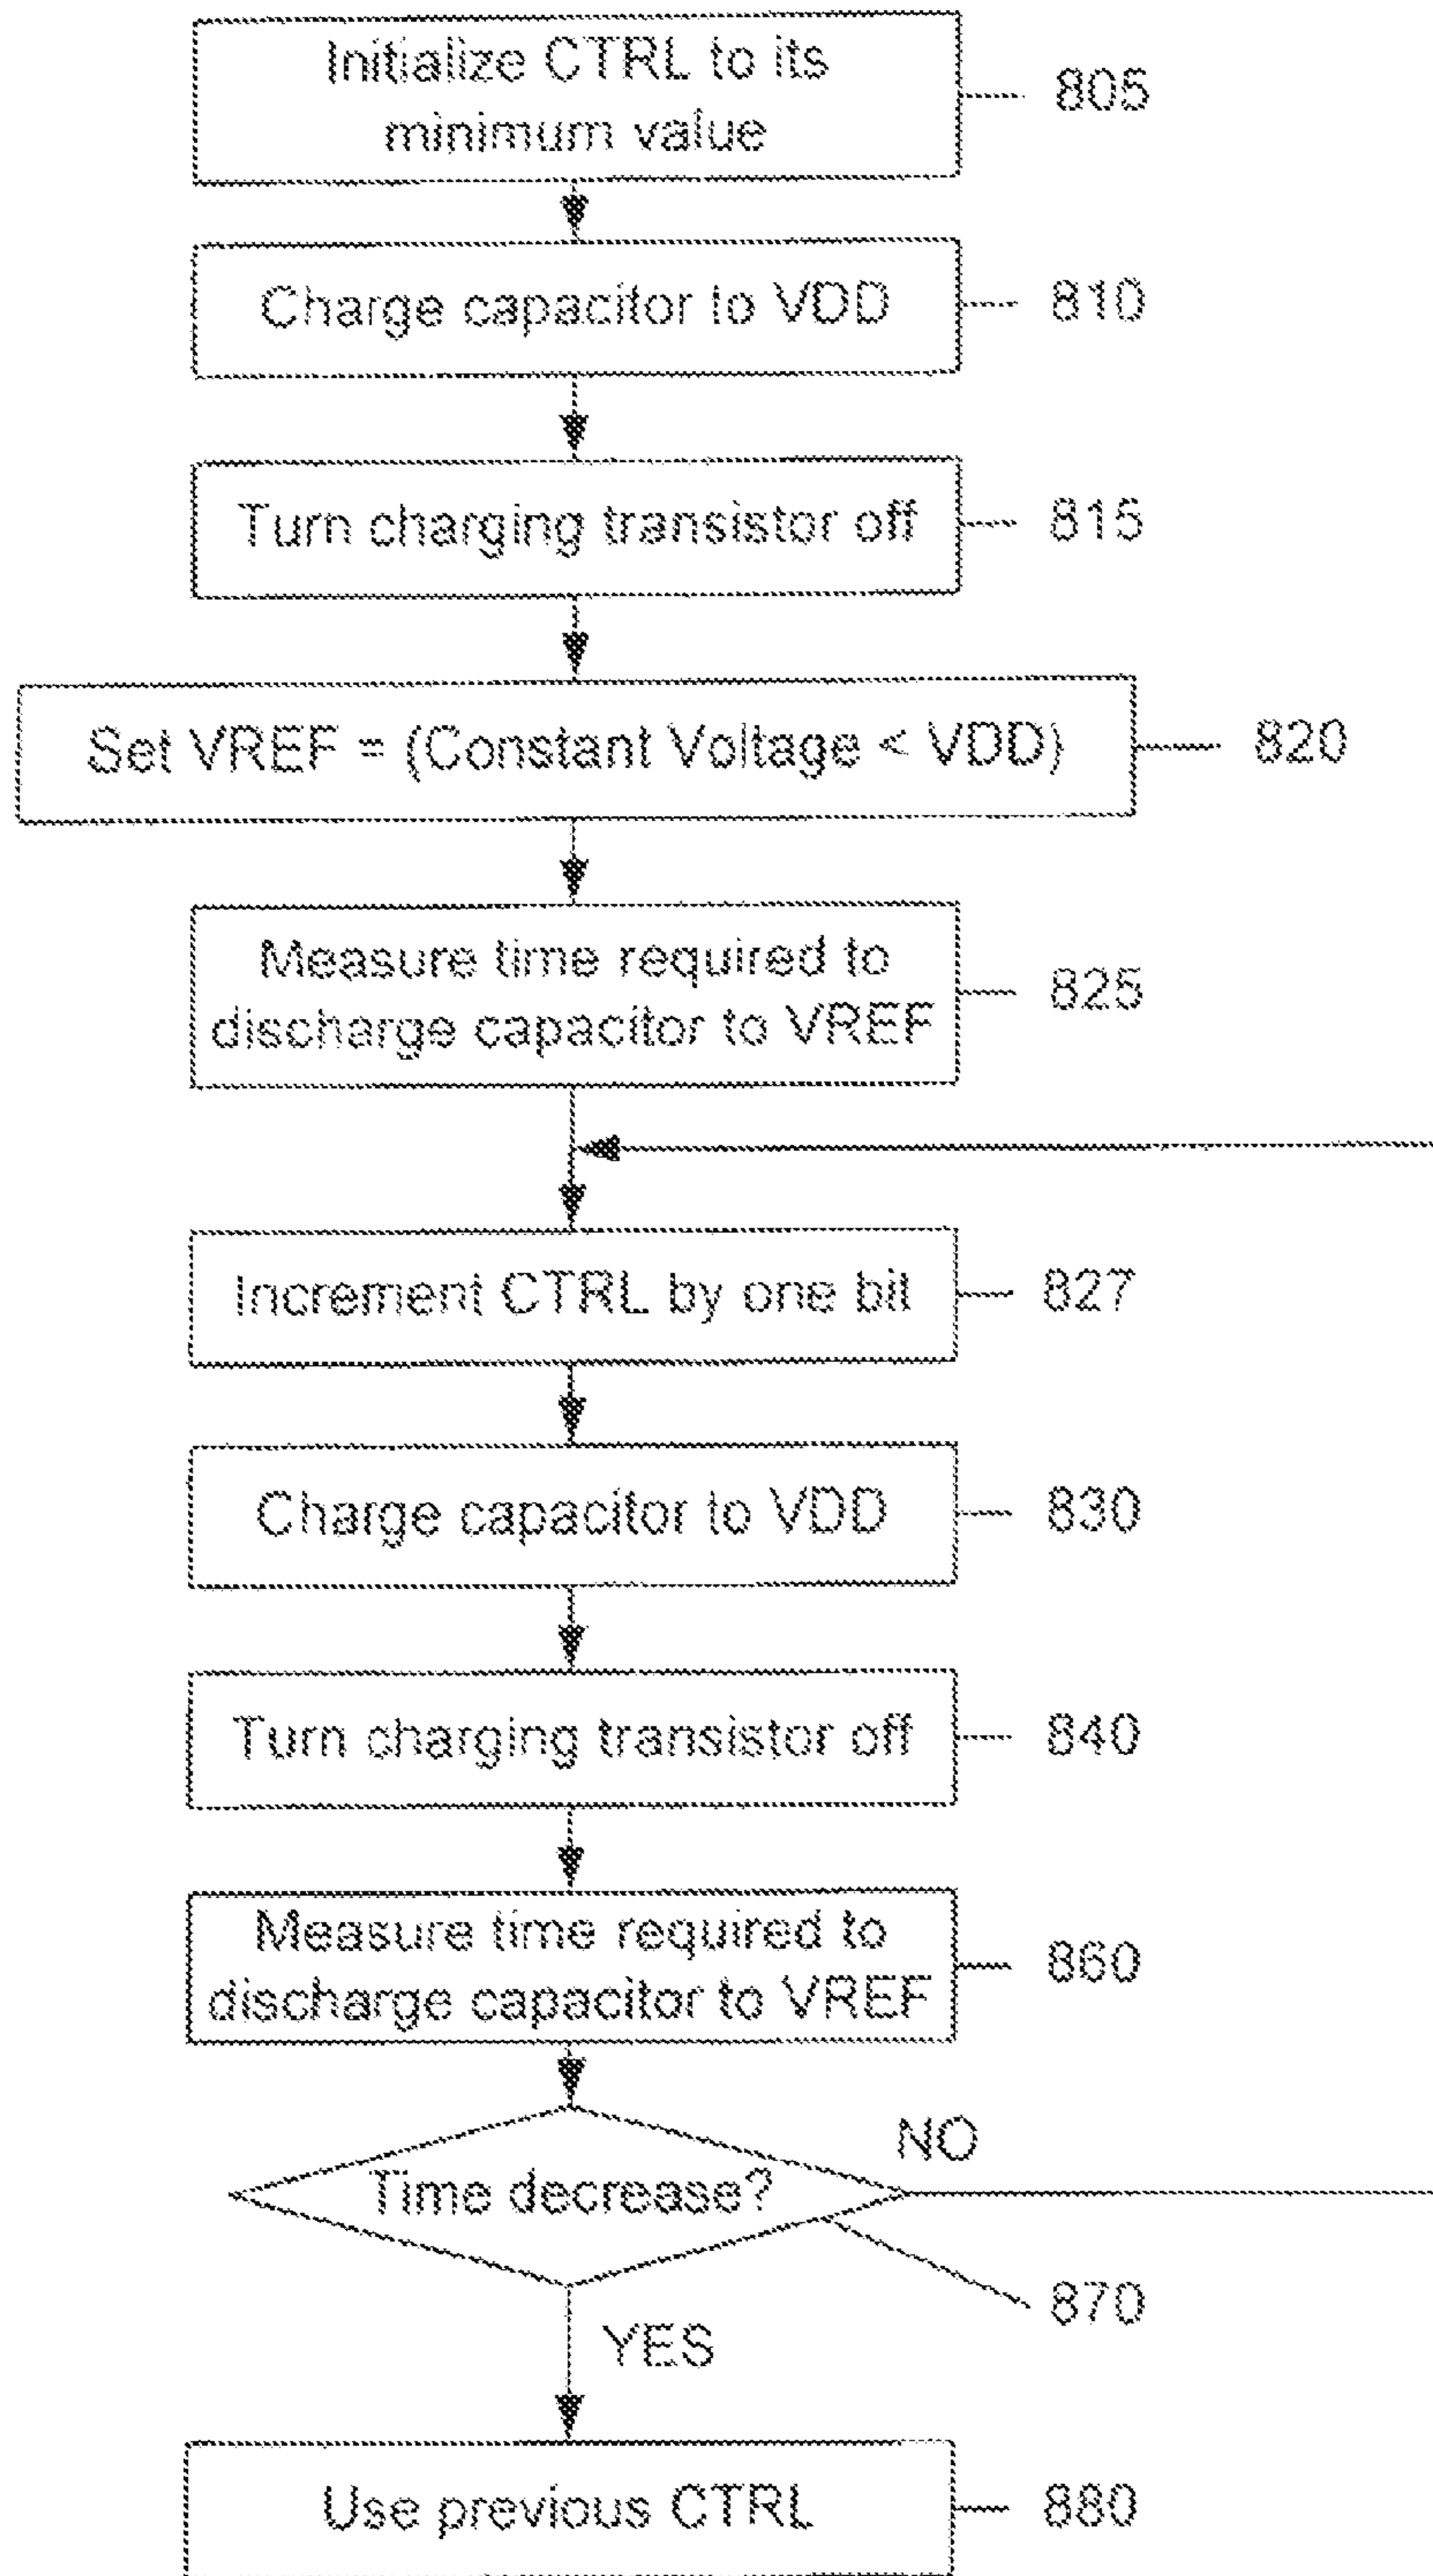 Initialize CTRL to its
minimum value
805
Charge capacitor to VDD
810
Turn charging transistor off
815
Set VREF = (Constant Voltage < VDD)
820
Measure time required to
discharge capacitor to VREF
825
Increment CTRL by one bit
827
Charge capacitor to VDD
830
Turn charging transistor off
840
Measure time required to
discharge capacitor to VREF
860
NO
Time decrease?
870
YES
Use previous CTRL
880